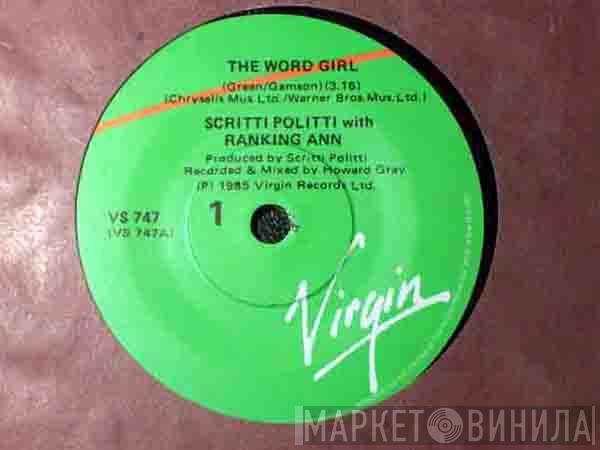 THE WORD GIRL
(Green/Gamson)(3.16)
(Chrysalis Mus.Ltd./Warner Bros.Mus.Ltd.)
SCRITTI POLITTI with
RANKING ANN
Produced by Scritti Politti
Recorded & Mixed by Howard Gray
(P) 1985 Virgin Records Ltd.
VS 747
(VS 747A)
1
Virgin
МАРКЕТ ВИНИЛА